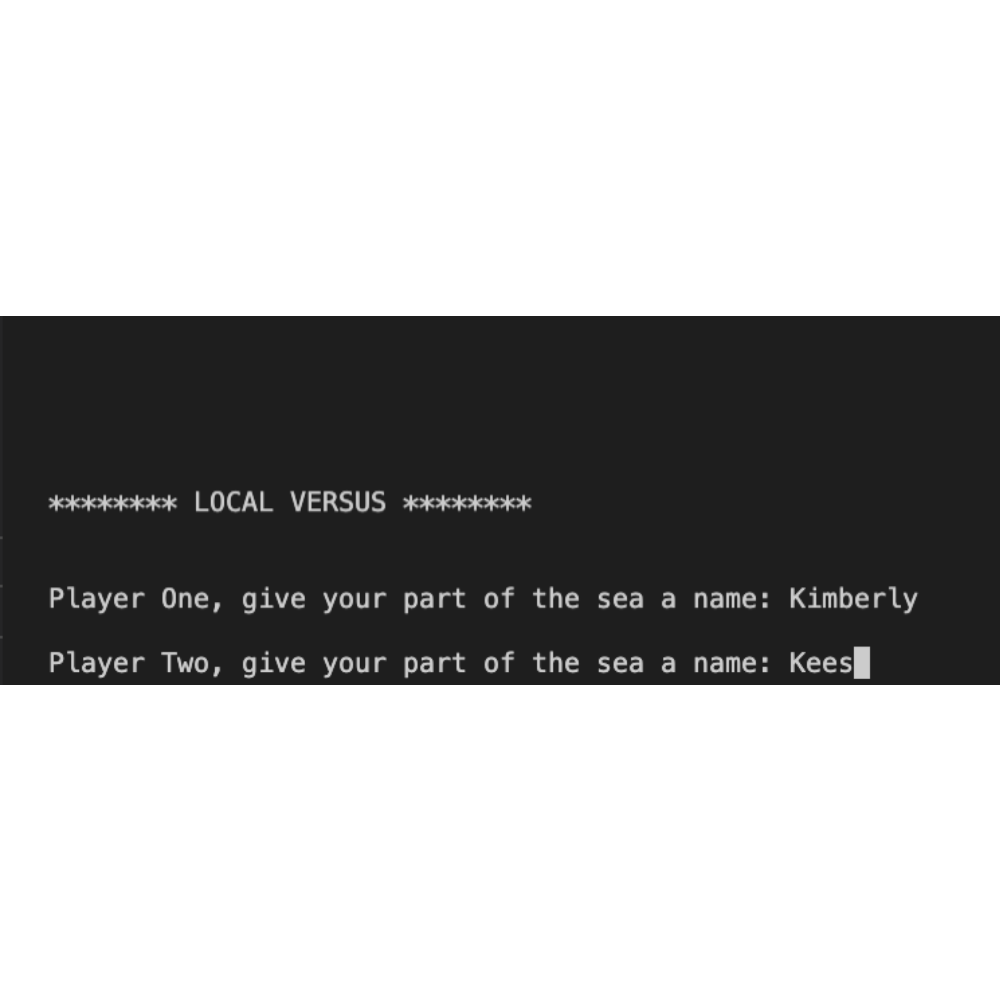 ******** LOCAL VERSUS ********
Player One, give your part of the sea a name: Kimberly
Player Two, give your part of the sea a name: Kees